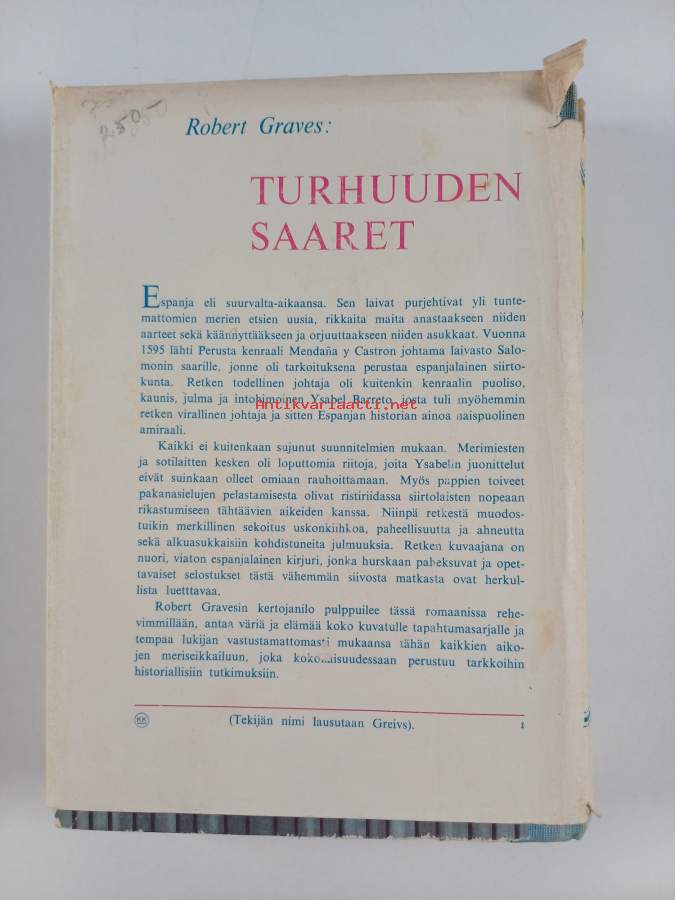 250-
Robert Graves:
TURHUUDEN
SAARET
Espanja eli suurvalta-aikaansa. Sen laivat purjehtivat yli tunte-
mattomien merien etsien uusia, rikkaita maita anastaakseen niiden
aarteet sekä käännyttääkseen ja orjuuttaakseen niiden asukkaat. Vuonna
1595 lähti Perusta kenraali Mendaña y Castron johtama laivasto Salo-
monin saarille, jonne oli tarkoituksena perustaa espanjalainen siirto-
kunta. Retken todellinen johtaja oli kuitenkin kenraalin puoliso,
kaunis, julma ja intohimoinen Ysabel Barreto, josta tuli myöhemmin
Antikvariaatti.net
retken virallinen johtaja ja sitten Espanjan historian ainoa naispuolinen
amiraali.
Kaikki ei kuitenkaan sujunut suunnitelmien mukaan. Merimiesten
ja sotilaitten kesken oli loputtomia riitoja, joita Ysabelin juonittelut
eivät suinkaan olleet omiaan rauhoittamaan. Myös pappien toiveet
pakanasielujen pelastamisesta olivat ristiriidassa siirtolaisten nopeaan
rikastumiseen tähtäävien aikeiden kanssa. Niinpä retkestä muodos-
tuikin merkillinen sekoitus uskonkiihkoa, paheellisuutta ja ahneutta
sekä alkuasukkaisiin kohdistuneita julmuuksia. Retken kuvaajana on
nuori, viaton espanjalainen kirjuri, jonka hurskaan paheksuvat ja opet-
tavaiset selostukset tästä vähemmän siivosta matkasta ovat herkul-
lista luetttavaa.
Robert Gravesin kertojanilo pulppuilee tässä romaanissa rehe-
vimmillään, antaa väriä ja elämää koko kuvatulle tapahtumasarjalle ja
tempaa lukijan vastustamattomasti mukaansa tähän kaikkien aiko-
jen meriseikkailuun, joka kokonaisuudessaan perustuu tarkkoihin
historiallisiin tutkimuksiin.
KK (Tekijän nimi lausutaan Greivs). 1